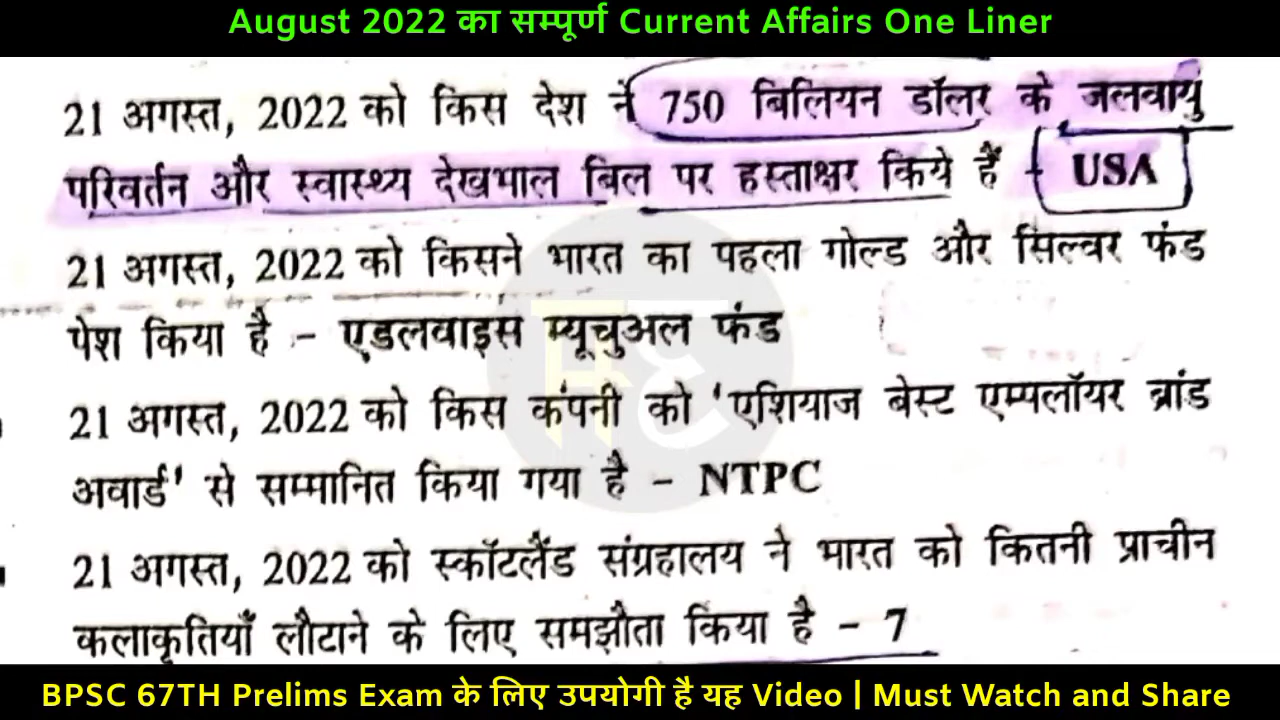 August 2022 का सम्पूर्ण Current Affairs One Liner
21 अगस्त, 2022 को किस देश ने 750 बिलियन डॉलर के जलवायु
परिवर्तन और स्वास्थ्य देखभाल बिल पर हस्ताक्षर किये हैं - USA
21 अगस्त, 2022 को किसने भारत का पहला गोल्ड और सिल्वर फंड
पेश किया है - एडलवाइस म्यूचुअल फंड
21 अगस्त, 2022 को किस कंपनी को 'एशियाज बेस्ट एम्पलॉयर ब्रांड
अवार्ड' से सम्मानित किया गया है - NTPC
21 अगस्त, 2022 को स्कॉटलैंड संग्रहालय ने भारत को कितनी प्राचीन
कलाकृतियाँ लौटाने के लिए समझौता किया है - 7
BPSC 67TH Prelims Exam के लिए उपयोगी है यह Video | Must Watch and Share